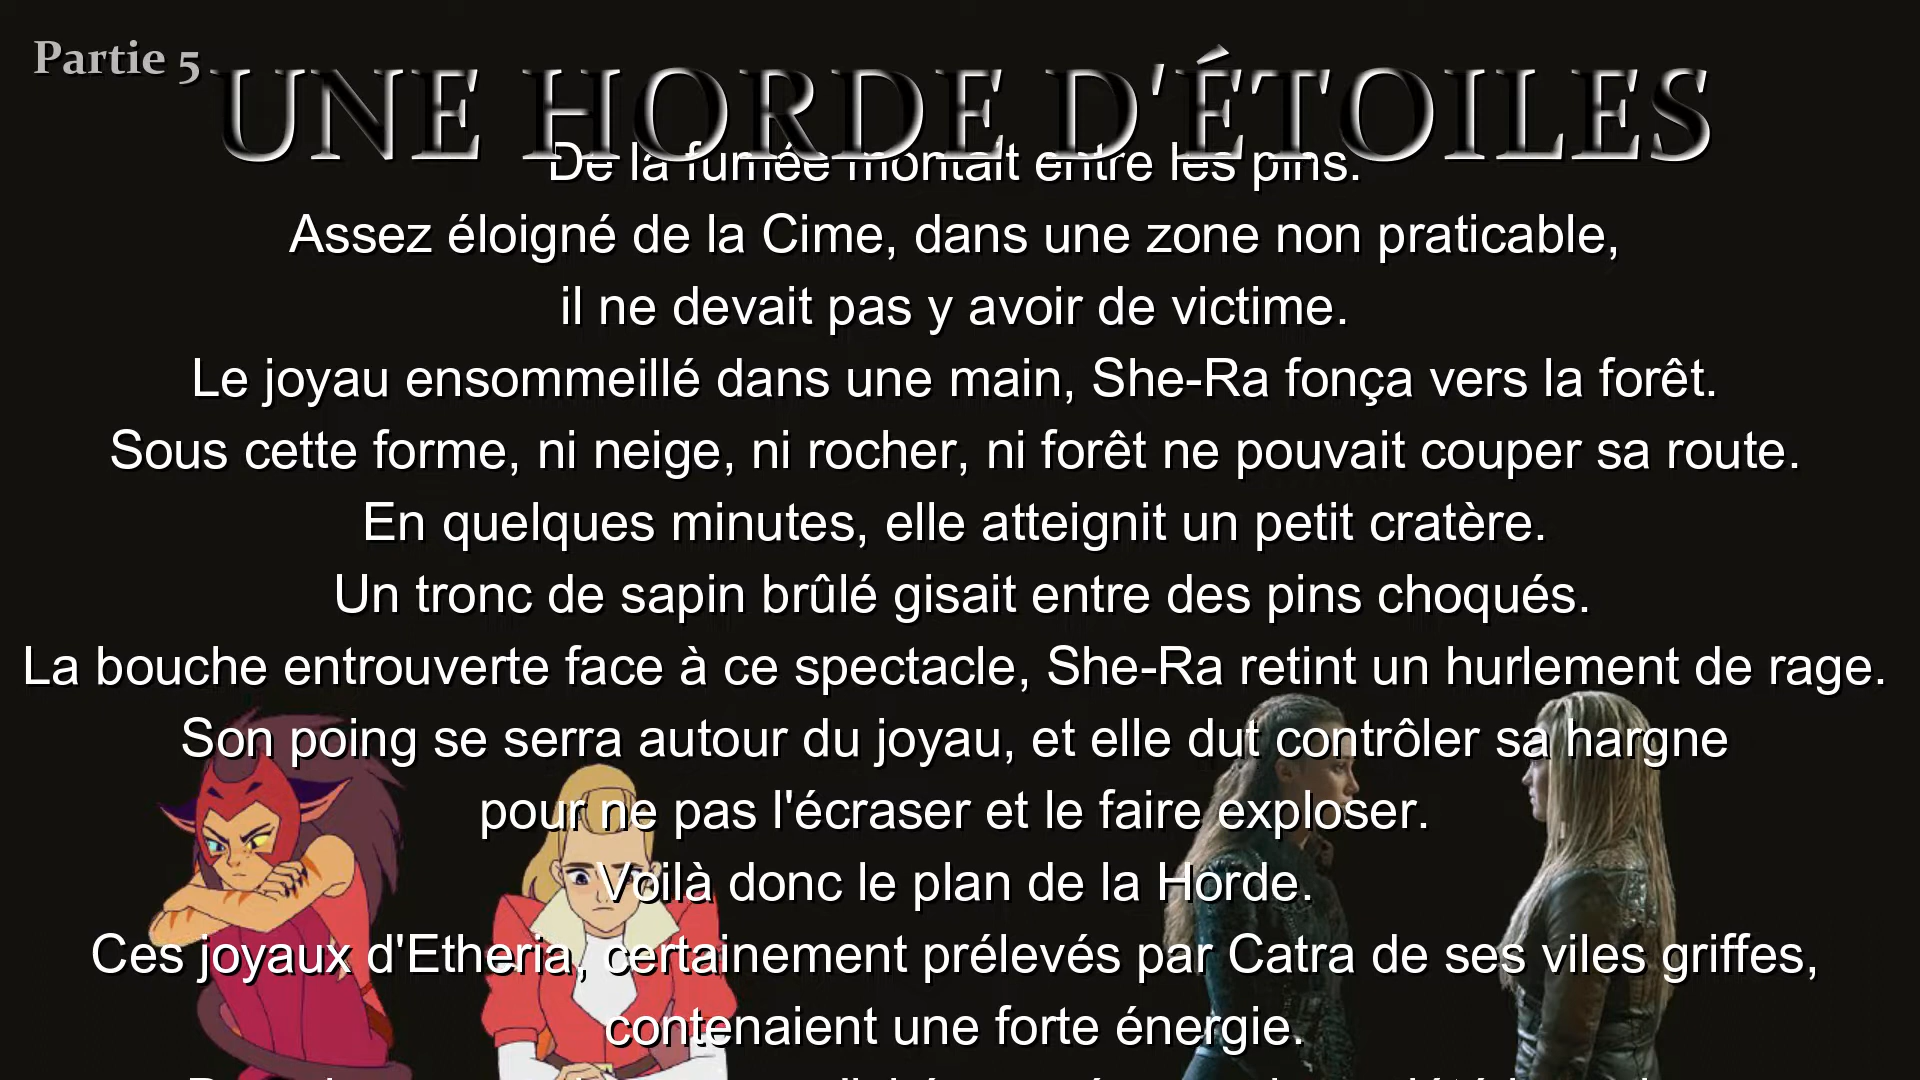 Partie 5
UNE HORDE D'ÉTOILES
De la fumée montait entre les pins.
Assez éloigné de la Cime, dans une zone non praticable,
il ne devait pas y avoir de victime.
Le joyau ensommeillé dans une main, She-Ra fonça vers la forêt.
Sous cette forme, ni neige, ni rocher, ni forêt ne pouvait couper sa route.
En quelques minutes, elle atteignit un petit cratère.
Un tronc de sapin brûlé gisait entre des pins choqués.
La bouche entrouverte face à ce spectacle, She-Ra retint un hurlement de rage.
Son poing se serra autour du joyau, et elle dut contrôler sa hargne
pour ne pas l'écraser et le faire exploser.
Voilà donc le plan de la Horde.
Ces joyaux d'Etheria, certainement prélevés par Catra de ses viles griffes,
contenaient une forte énergie.